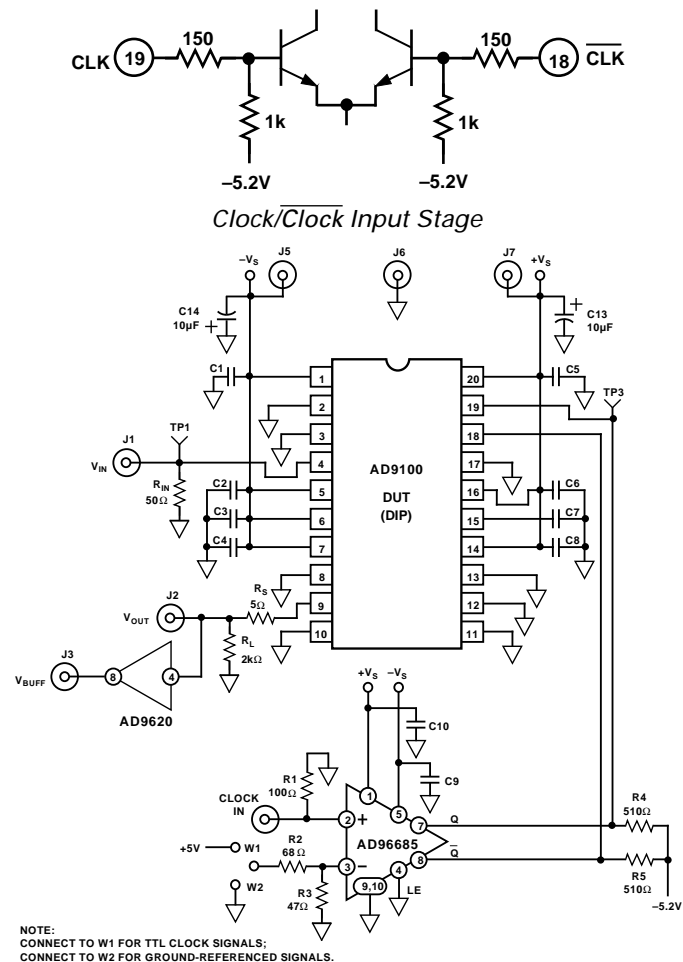 CLK 19 150 150 18 CLK
1k 1k
–5.2V –5.2V
Clock/Clock Input Stage
–VS J5 J6 J7 +VS
C14
10µF +
+ C13
10µF
C1 1 20 C5
2 19 TP3
TP1
J1 3 18
VIN 4 AD9100 17
RIN
50Ω
C2 5 DUT 16 C6
(DIP)
C3 6 15 C7
C4 7 14 C8
8 13
J2 RS
VOUT 5Ω 9 12
J3 RL
2kΩ
10 11
VBUFF 8 4
AD9620
+VS –VS
C10
C9
R1
100Ω
CLOCK
IN
1 5
2 + 7 Q
R4
510Ω
AD96685
+5V W1 R2
68Ω
3 – 8 Q
R5
510Ω
W2 R3
47Ω
9,10 4 LE
–5.2V
NOTE:
CONNECT TO W1 FOR TTL CLOCK SIGNALS;
CONNECT TO W2 FOR GROUND-REFERENCED SIGNALS.